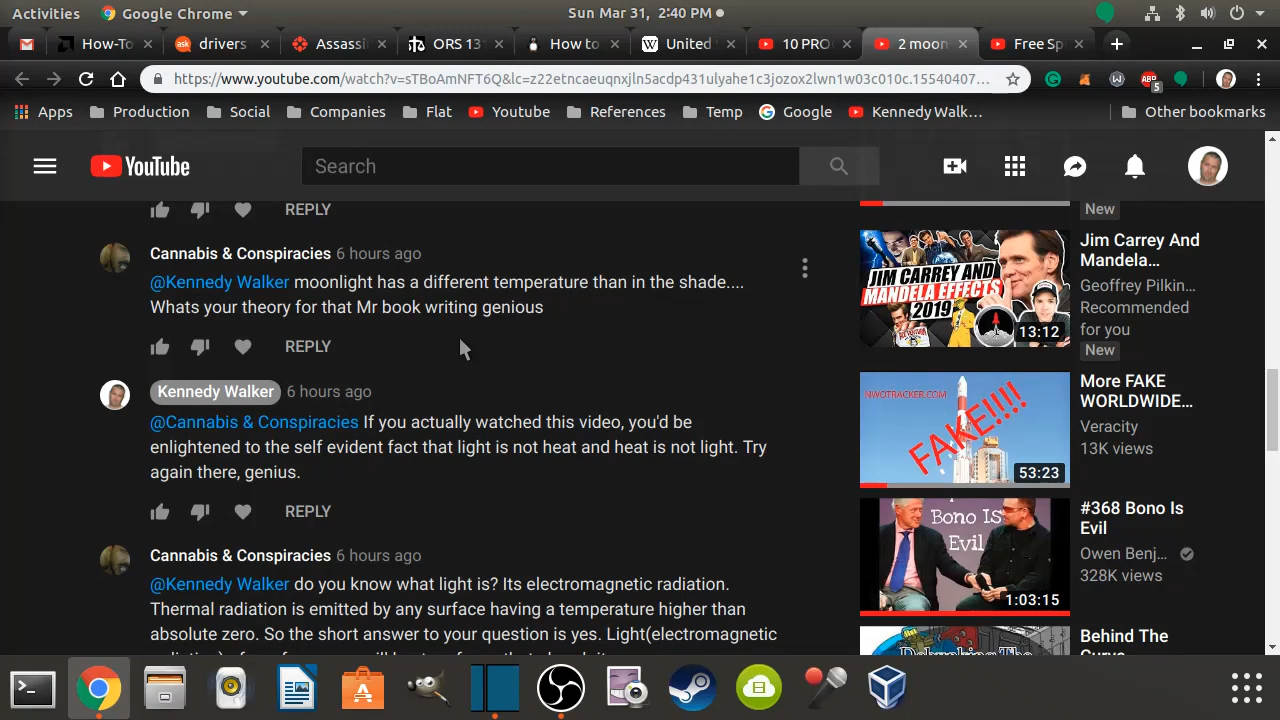 Activities Google Chrome Sun Mar 31, 2:40 PM
How-To drivers Assassi ORS 13 How to United 10 PRO 2 moon Free Sp
https://www.youtube.com/watch?v=sTBoAmNFT6Q&lc=z22etncaeuqnxjln5acdp431ulyahe1c3jozox2lwn1w03c010c.15540407... 5
Apps Production Social Companies Flat Youtube References Temp Google Kennedy Walk... Other bookmarks
YouTube Search
REPLY
Cannabis & Conspiracies 6 hours ago
@Kennedy Walker moonlight has a different temperature than in the shade....
Whats your theory for that Mr book writing genious
REPLY
Kennedy Walker 6 hours ago
@Cannabis & Conspiracies If you actually watched this video, you'd be
enlightened to the self evident fact that light is not heat and heat is not light. Try
again there, genius.
REPLY
Cannabis & Conspiracies 6 hours ago
@Kennedy Walker do you know what light is? Its electromagnetic radiation.
Thermal radiation is emitted by any surface having a temperature higher than
absolute zero. So the short answer to your question is yes. Light(electromagnetic
New
JIM CARREY AND
MANDELA EFFECTS
2019
13:12
Jim Carrey And
Mandela...
Geoffrey Pilkin...
Recommended
for you
New
NWOTRACKER.COM
FAKE!!!!
53:23
More FAKE
WORLDWIDE...
Veracity
13K views
Bono Is
Evil
1:03:15
#368 Bono Is
Evil
Owen Benj...
328K views
Behind The